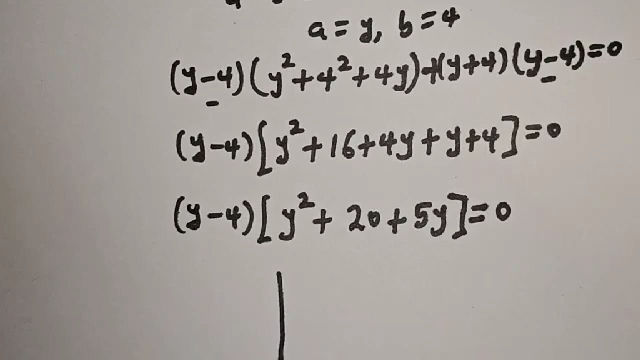 a = y, b = 4
(y-4)(y²+4²+4y)+(y+4)(y-4)=0
(y-4)[y²+16+4y+y+4]=0
(y-4)[y²+20+5y]=0